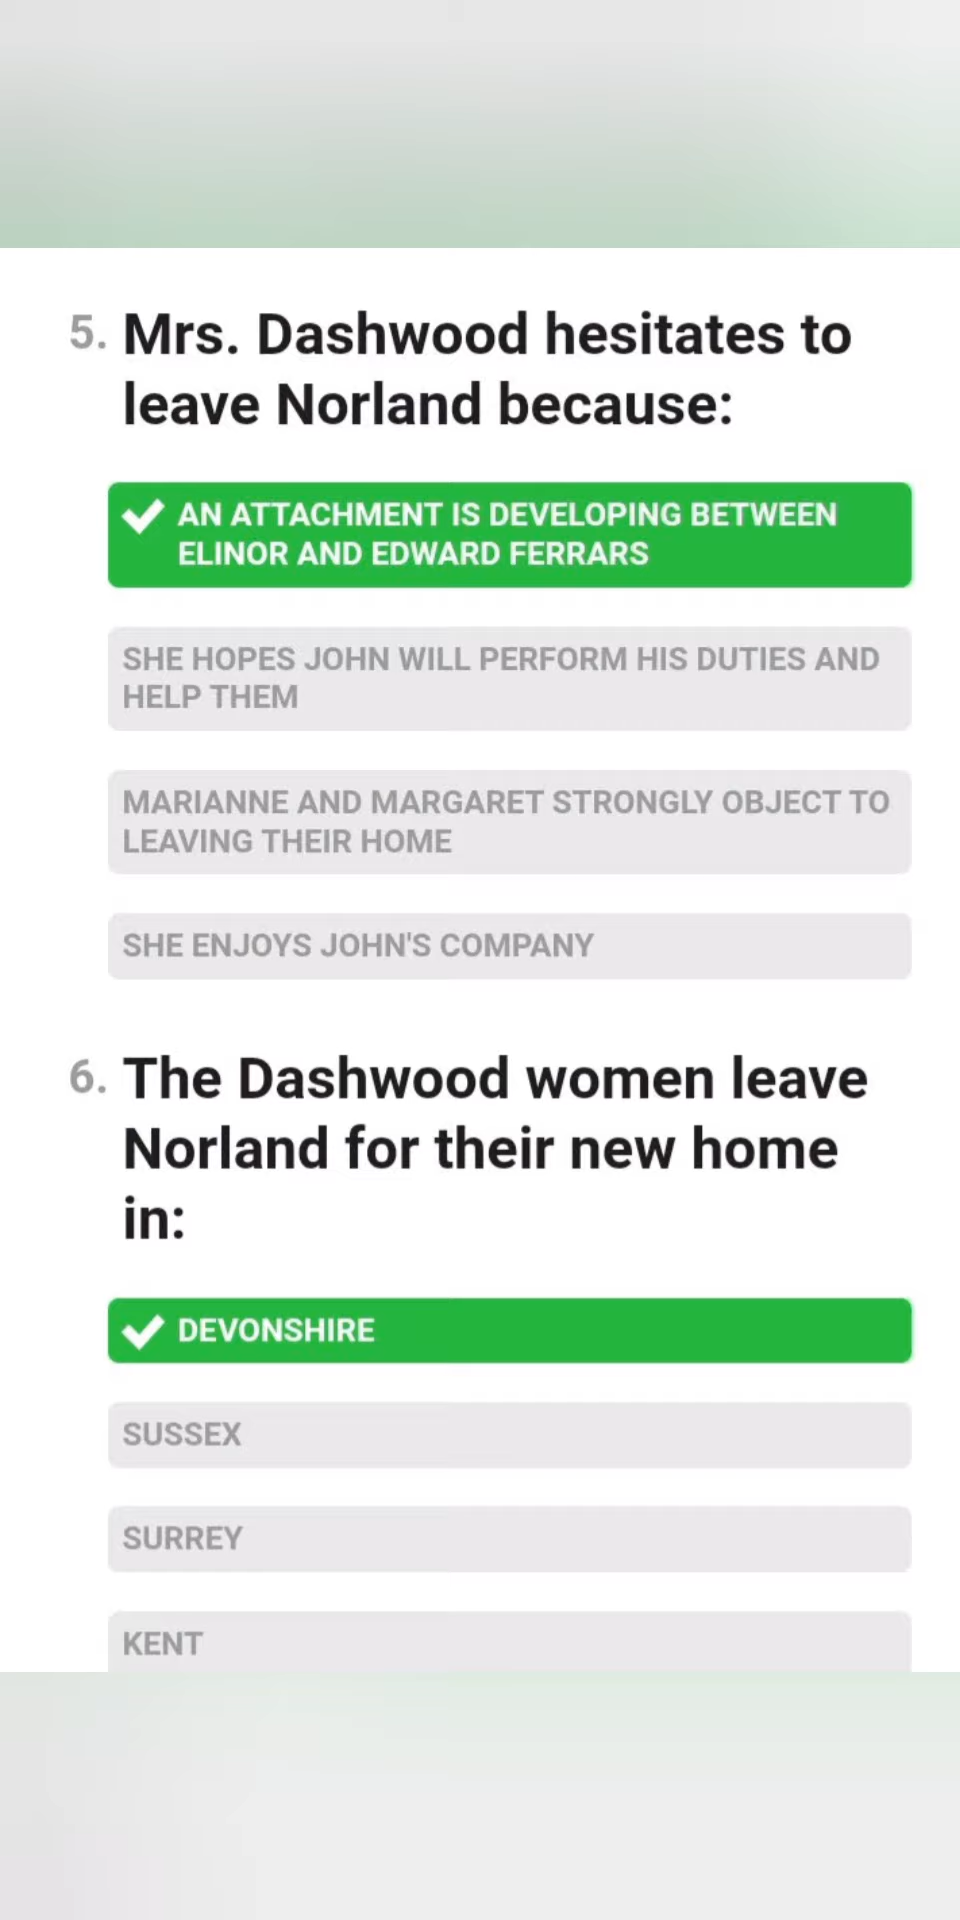 5. Mrs. Dashwood hesitates to
leave Norland because:
AN ATTACHMENT IS DEVELOPING BETWEEN
ELINOR AND EDWARD FERRARS
SHE HOPES JOHN WILL PERFORM HIS DUTIES AND
HELP THEM
MARIANNE AND MARGARET STRONGLY OBJECT TO
LEAVING THEIR HOME
SHE ENJOYS JOHN'S COMPANY
6. The Dashwood women leave
Norland for their new home
in:
DEVONSHIRE
SUSSEX
SURREY
KENT